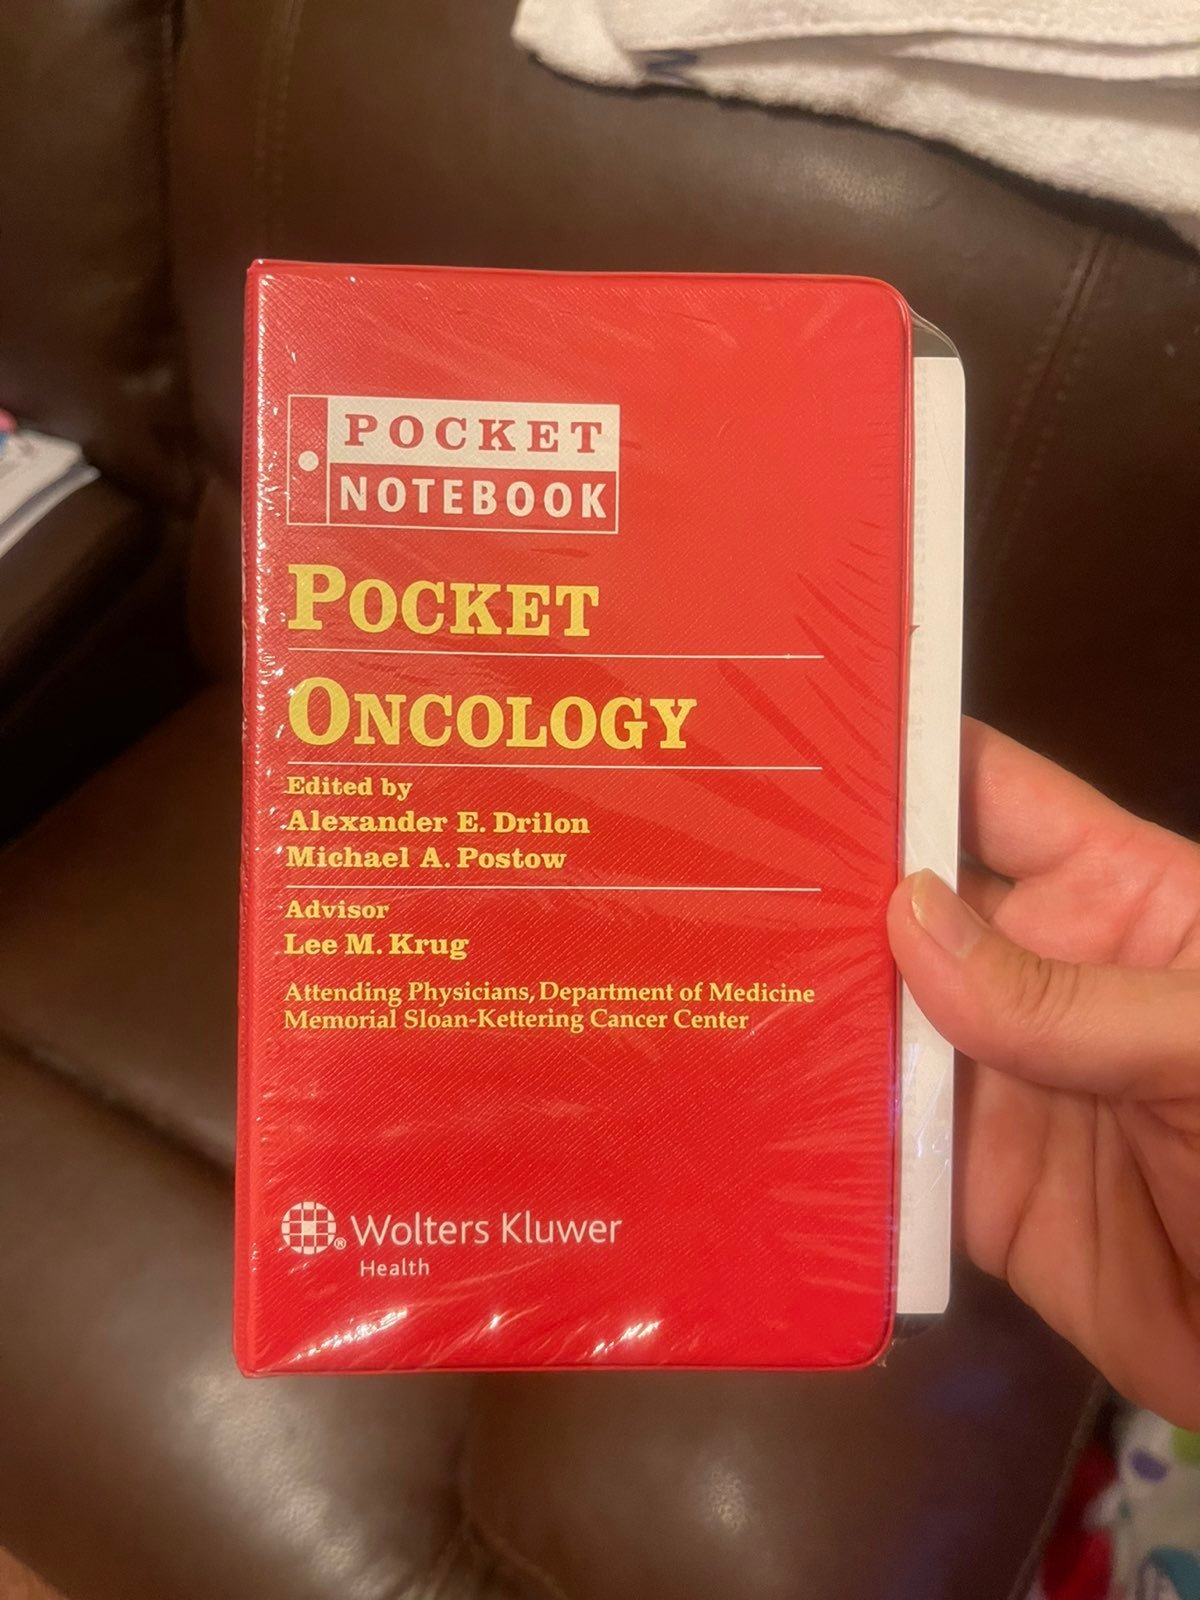 POCKET
NOTEBOOK
POCKET
ONCOLOGY
Edited by
Alexander E. Drilon
Michael A. Postow
Advisor
Lee M. Krug
Attending Physicians, Department of Medicine
Memorial Sloan-Kettering Cancer Center
® Wolters Kluwer
Health